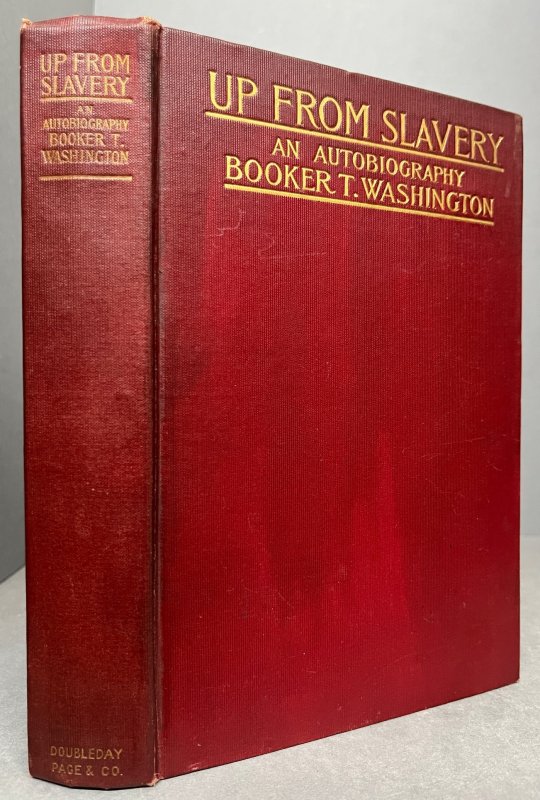 UP FROM
SLAVERY
AN
AUTOBIOGRAPHY
BOOKER T.
WASHINGTON
DOUBLEDAY
PAGE & CO.
UP FROM SLAVERY
AN AUTOBIOGRAPHY
BOOKER T. WASHINGTON